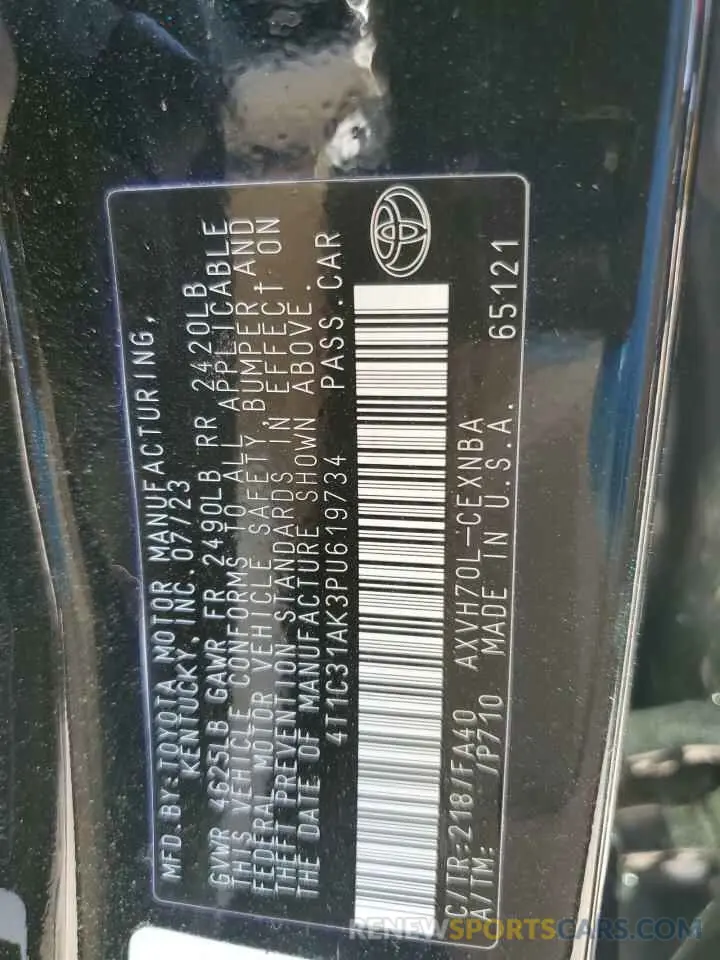 MFD.BY:TOYOTA MOTOR MANUFACTURING,
KENTUCKY, INC. 07/23
GVWR 4625LB GAWR FR 2490LB RR 2420LB
THIS VEHICLE CONFORMS TO ALL APPLICABLE
FEDERAL MOTOR VEHICLE SAFETY, BUMPER AND
THEFT PREVENTION STANDARDS IN EFFECT ON
THE DATE OF MANUFACTURE SHOWN ABOVE.
4T1C31AK3PU619734 PASS.CAR
C/TR:218/FA40 AXVH70L-CEXNBA 65121
A/TM: /P710 MADE IN U.S.A.
RENEWSPORTSCARS.COM